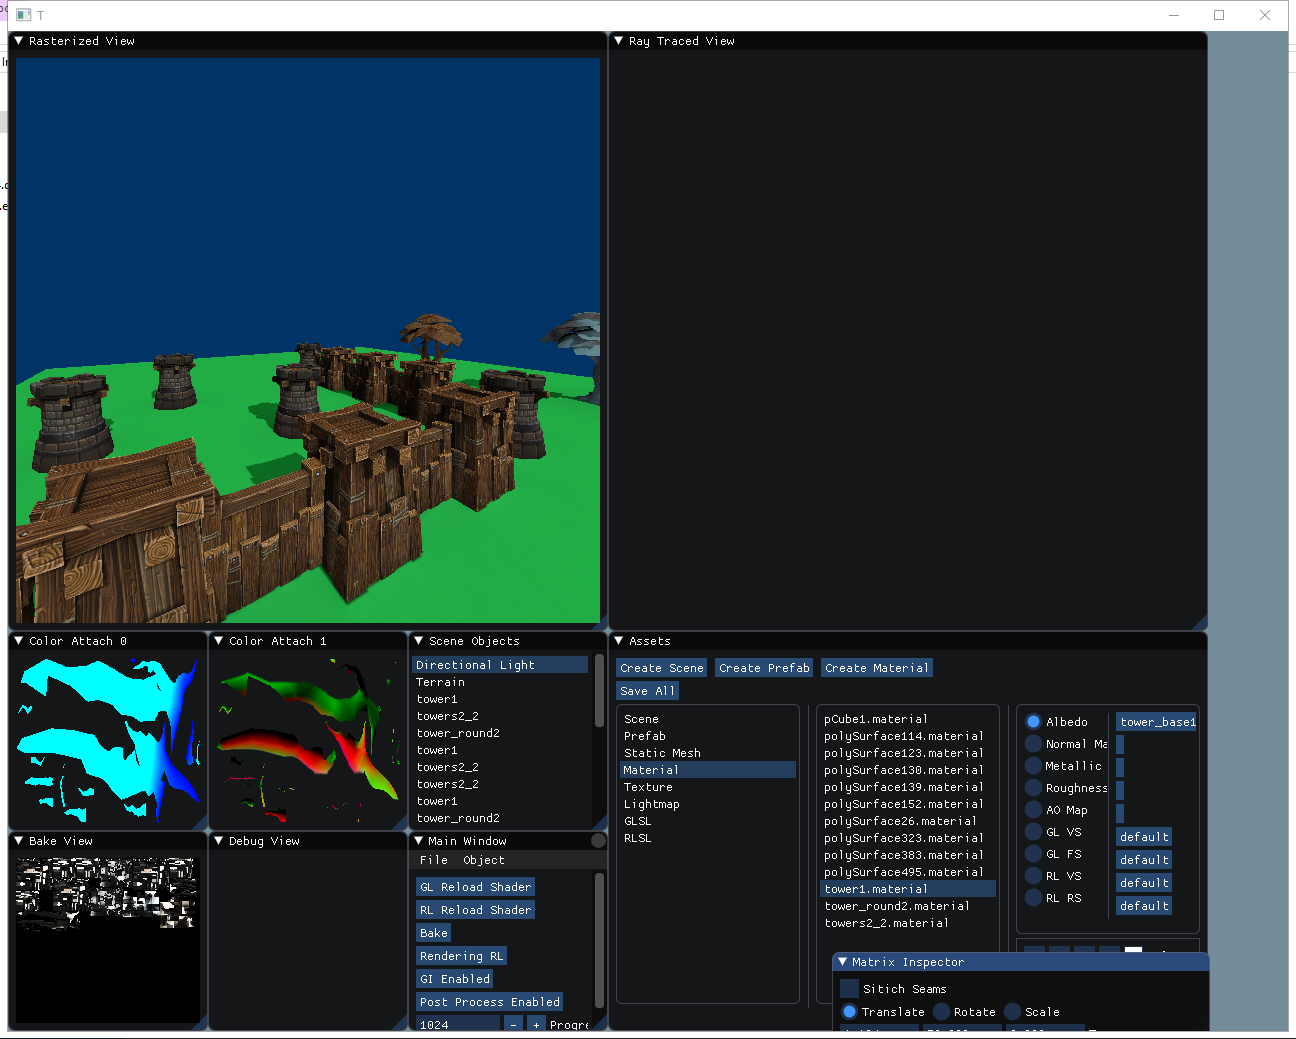 T
Rasterized View
Ray Traced View
Color Attach 0
Color Attach 1
Scene Objects
Directional Light
Terrain
tower1
towers2_2
tower_round2
tower1
towers2_2
towers2_2
tower1
tower_round2
Assets
Create Scene Create Prefab Create Material
Save All
Scene
Prefab
Static Mesh
Material
Texture
Lightmap
GLSL
RLSL
pCube1.material
polySurface114.material
polySurface123.material
polySurface130.material
polySurface139.material
polySurface152.material
polySurface26.material
polySurface323.material
polySurface383.material
polySurface495.material
tower1.material
tower_round2.material
towers2_2.material
Albedo tower_base1
Normal Ma
Metallic
Roughness
AO Map
GL VS default
GL FS default
RL VS default
RL RS default
Bake View
Debug View
Main Window
File Object
GL Reload Shader
RL Reload Shader
Bake
Rendering RL
GI Enabled
Post Process Enabled
1024 - + Progre
Matrix Inspector
Sitich Seams
Translate Rotate Scale